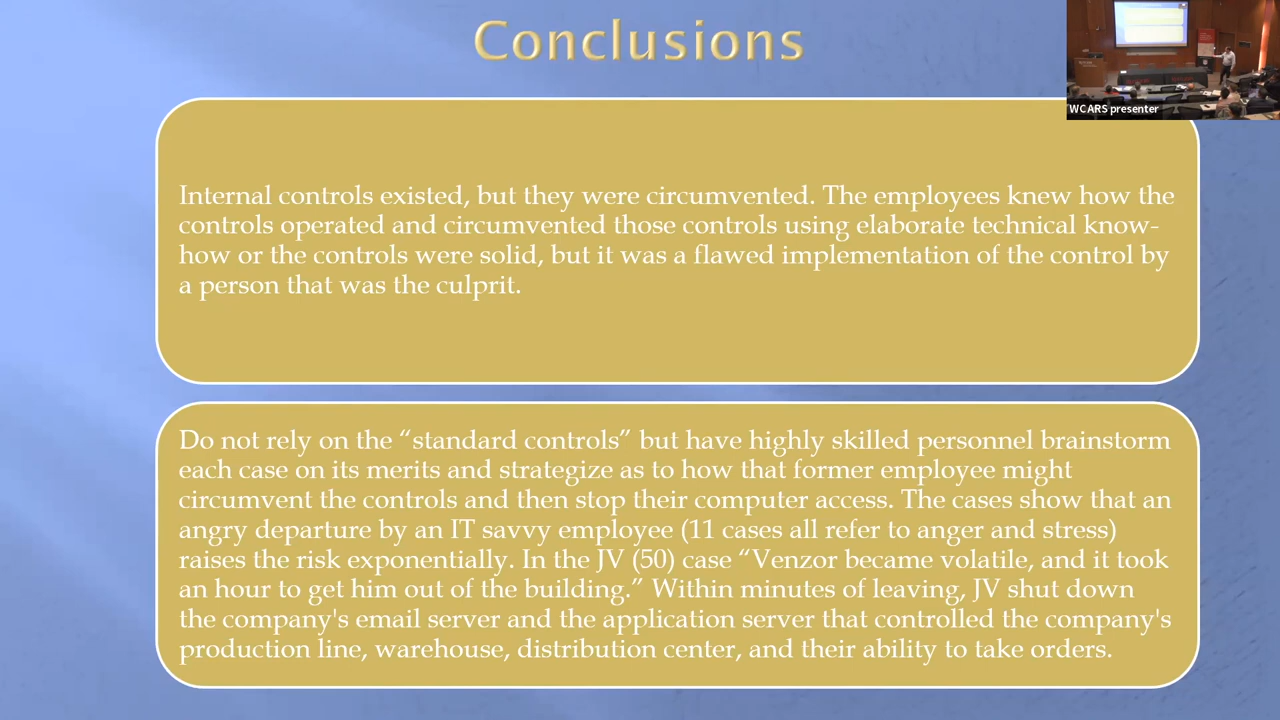 Conclusions
WCARS presenter
Internal controls existed, but they were circumvented. The employees knew how the
controls operated and circumvented those controls using elaborate technical know-
how or the controls were solid, but it was a flawed implementation of the control by
a person that was the culprit.
Do not rely on the “standard controls” but have highly skilled personnel brainstorm
each case on its merits and strategize as to how that former employee might
circumvent the controls and then stop their computer access. The cases show that an
angry departure by an IT savvy employee (11 cases all refer to anger and stress)
raises the risk exponentially. In the JV (50) case “Venzor became volatile, and it took
an hour to get him out of the building.” Within minutes of leaving, JV shut down
the company's email server and the application server that controlled the company's
production line, warehouse, distribution center, and their ability to take orders.